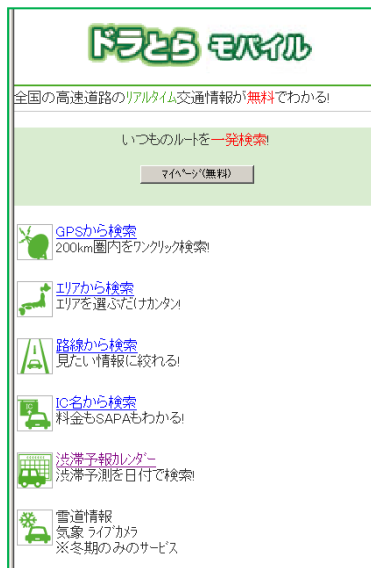 ドラとら モバイル
全国の高速道路のﾘｱﾙﾀｲﾑ交通情報が無料でわかる!
いつものルートを一発検索!
ﾏｲﾍﾟｰｼﾞ(無料)
GPSから検索
200km圏内をﾜﾝｸﾘｯｸ検索!
ｴﾘｱから検索
エリアを選ぶだけｶﾝﾀﾝ!
路線から検索
見たい情報に絞れる!
IC名から検索
料金もSAPAもわかる!
渋滞予報ｶﾚﾝﾀﾞｰ
渋滞予測を日付で検索!
雪道情報
気象 ﾗｲﾌﾞｶﾒﾗ
※冬期のみのサービス